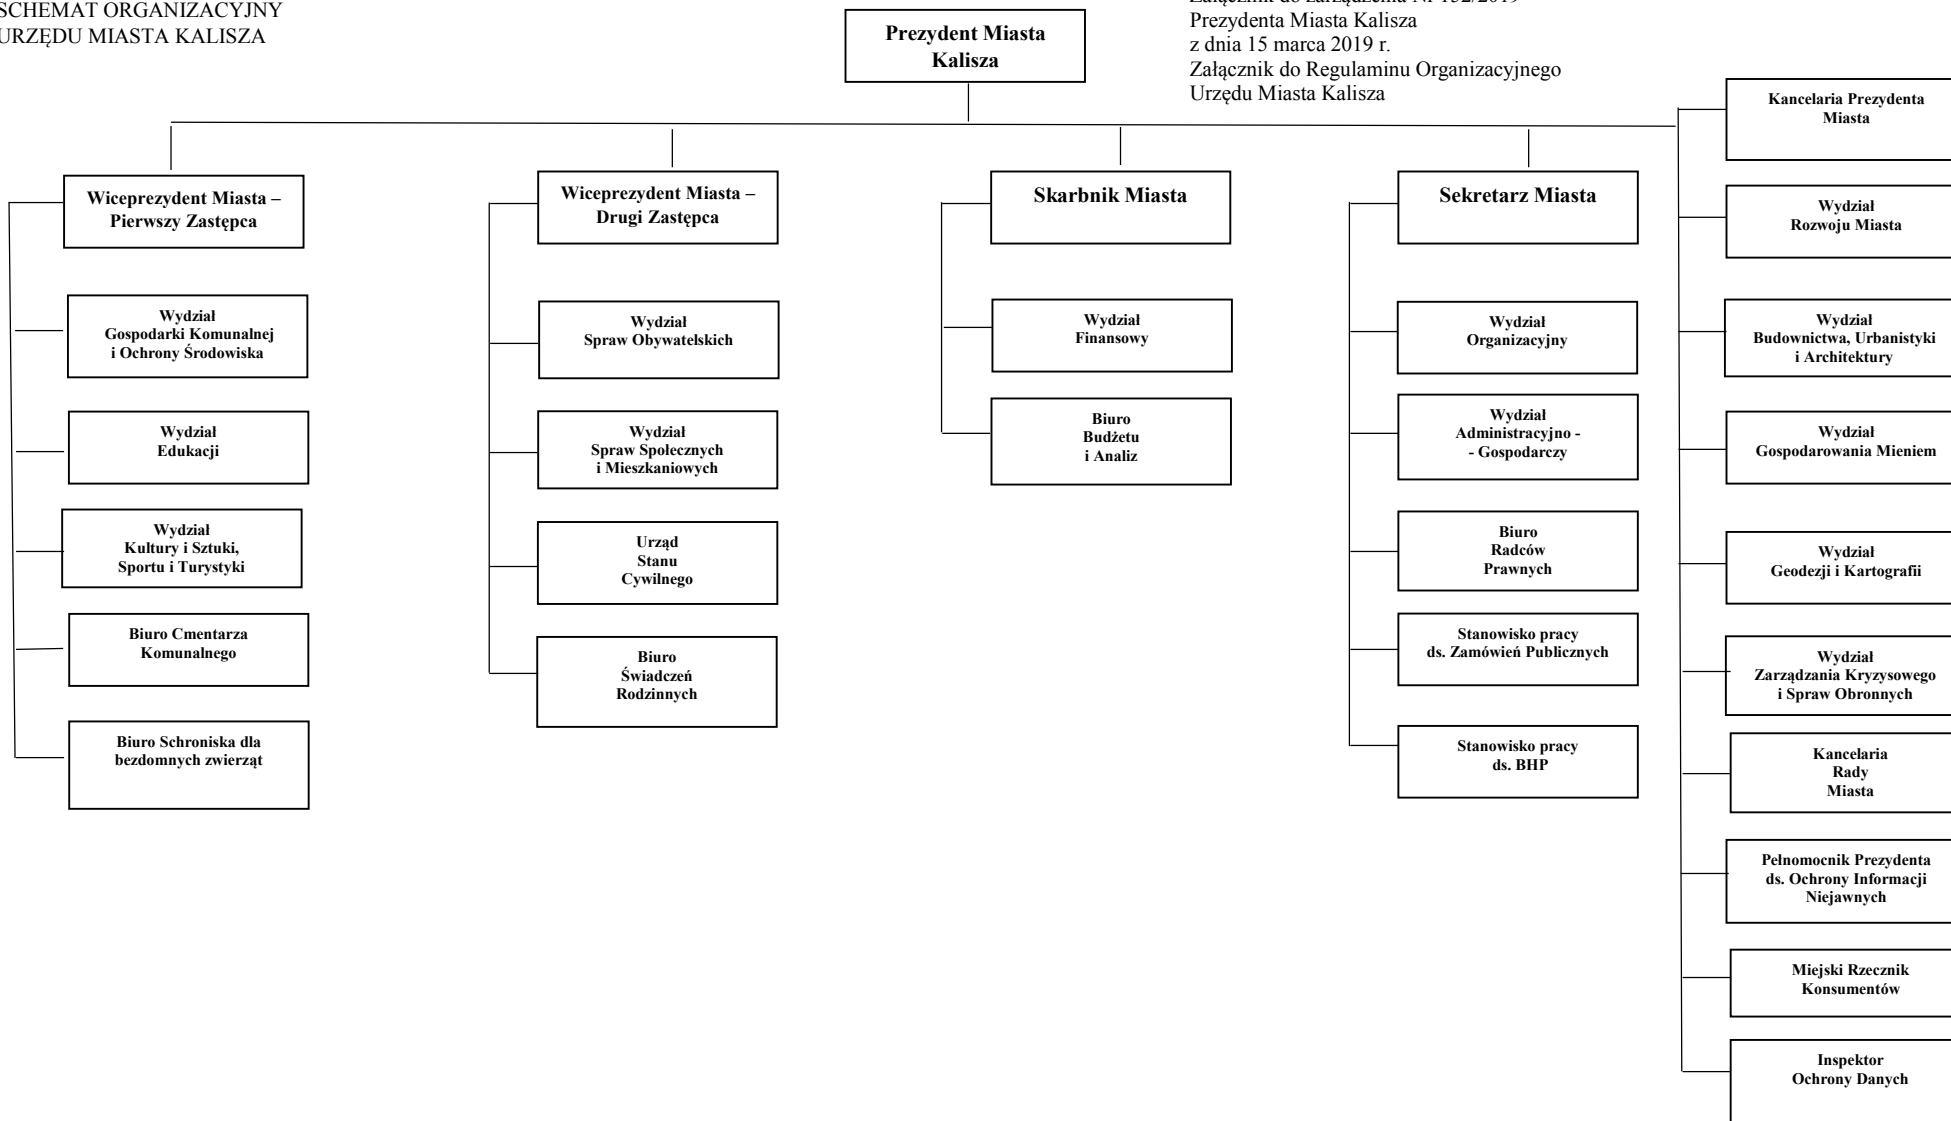 SCHEMAT ORGANIZACYJNY
URZĘDU MIASTA KALISZA
Załącznik do zarządzenia Nr 152/2019
Prezydenta Miasta Kalisza
z dnia 15 marca 2019 r.
Załącznik do Regulaminu Organizacyjnego
Urzędu Miasta Kalisza
Prezydent Miasta
Kalisza
Wiceprezydent Miasta –
Pierwszy Zastępca
Wydział
Gospodarki Komunalnej
i Ochrony Środowiska
Wydział
Edukacji
Wydział
Kultury i Sztuki,
Sportu i Turystyki
Biuro Cmentarza
Komunalnego
Biuro Schroniska dla
bezdomnych zwierząt
Wiceprezydent Miasta –
Drugi Zastępca
Wydział
Spraw Obywatelskich
Wydział
Spraw Społecznych
i Mieszkaniowych
Urząd
Stanu
Cywilnego
Biuro
Świadczeń
Rodzinnych
Skarbnik Miasta
Wydział
Finansowy
Biuro
Budżetu
i Analiz
Sekretarz Miasta
Wydział
Organizacyjny
Wydział
Administracyjno -
- Gospodarczy
Biuro
Radców
Prawnych
Stanowisko pracy
ds. Zamówień Publicznych
Stanowisko pracy
ds. BHP
Kancelaria Prezydenta
Miasta
Wydział
Rozwoju Miasta
Wydział
Budownictwa, Urbanistyki
i Architektury
Wydział
Gospodarowania Mieniem
Wydział
Geodezji i Kartografii
Wydział
Zarządzania Kryzysowego
i Spraw Obronnych
Kancelaria
Rady
Miasta
Pełnomocnik Prezydenta
ds. Ochrony Informacji
Niejawnych
Miejski Rzecznik
Konsumentów
Inspektor
Ochrony Danych